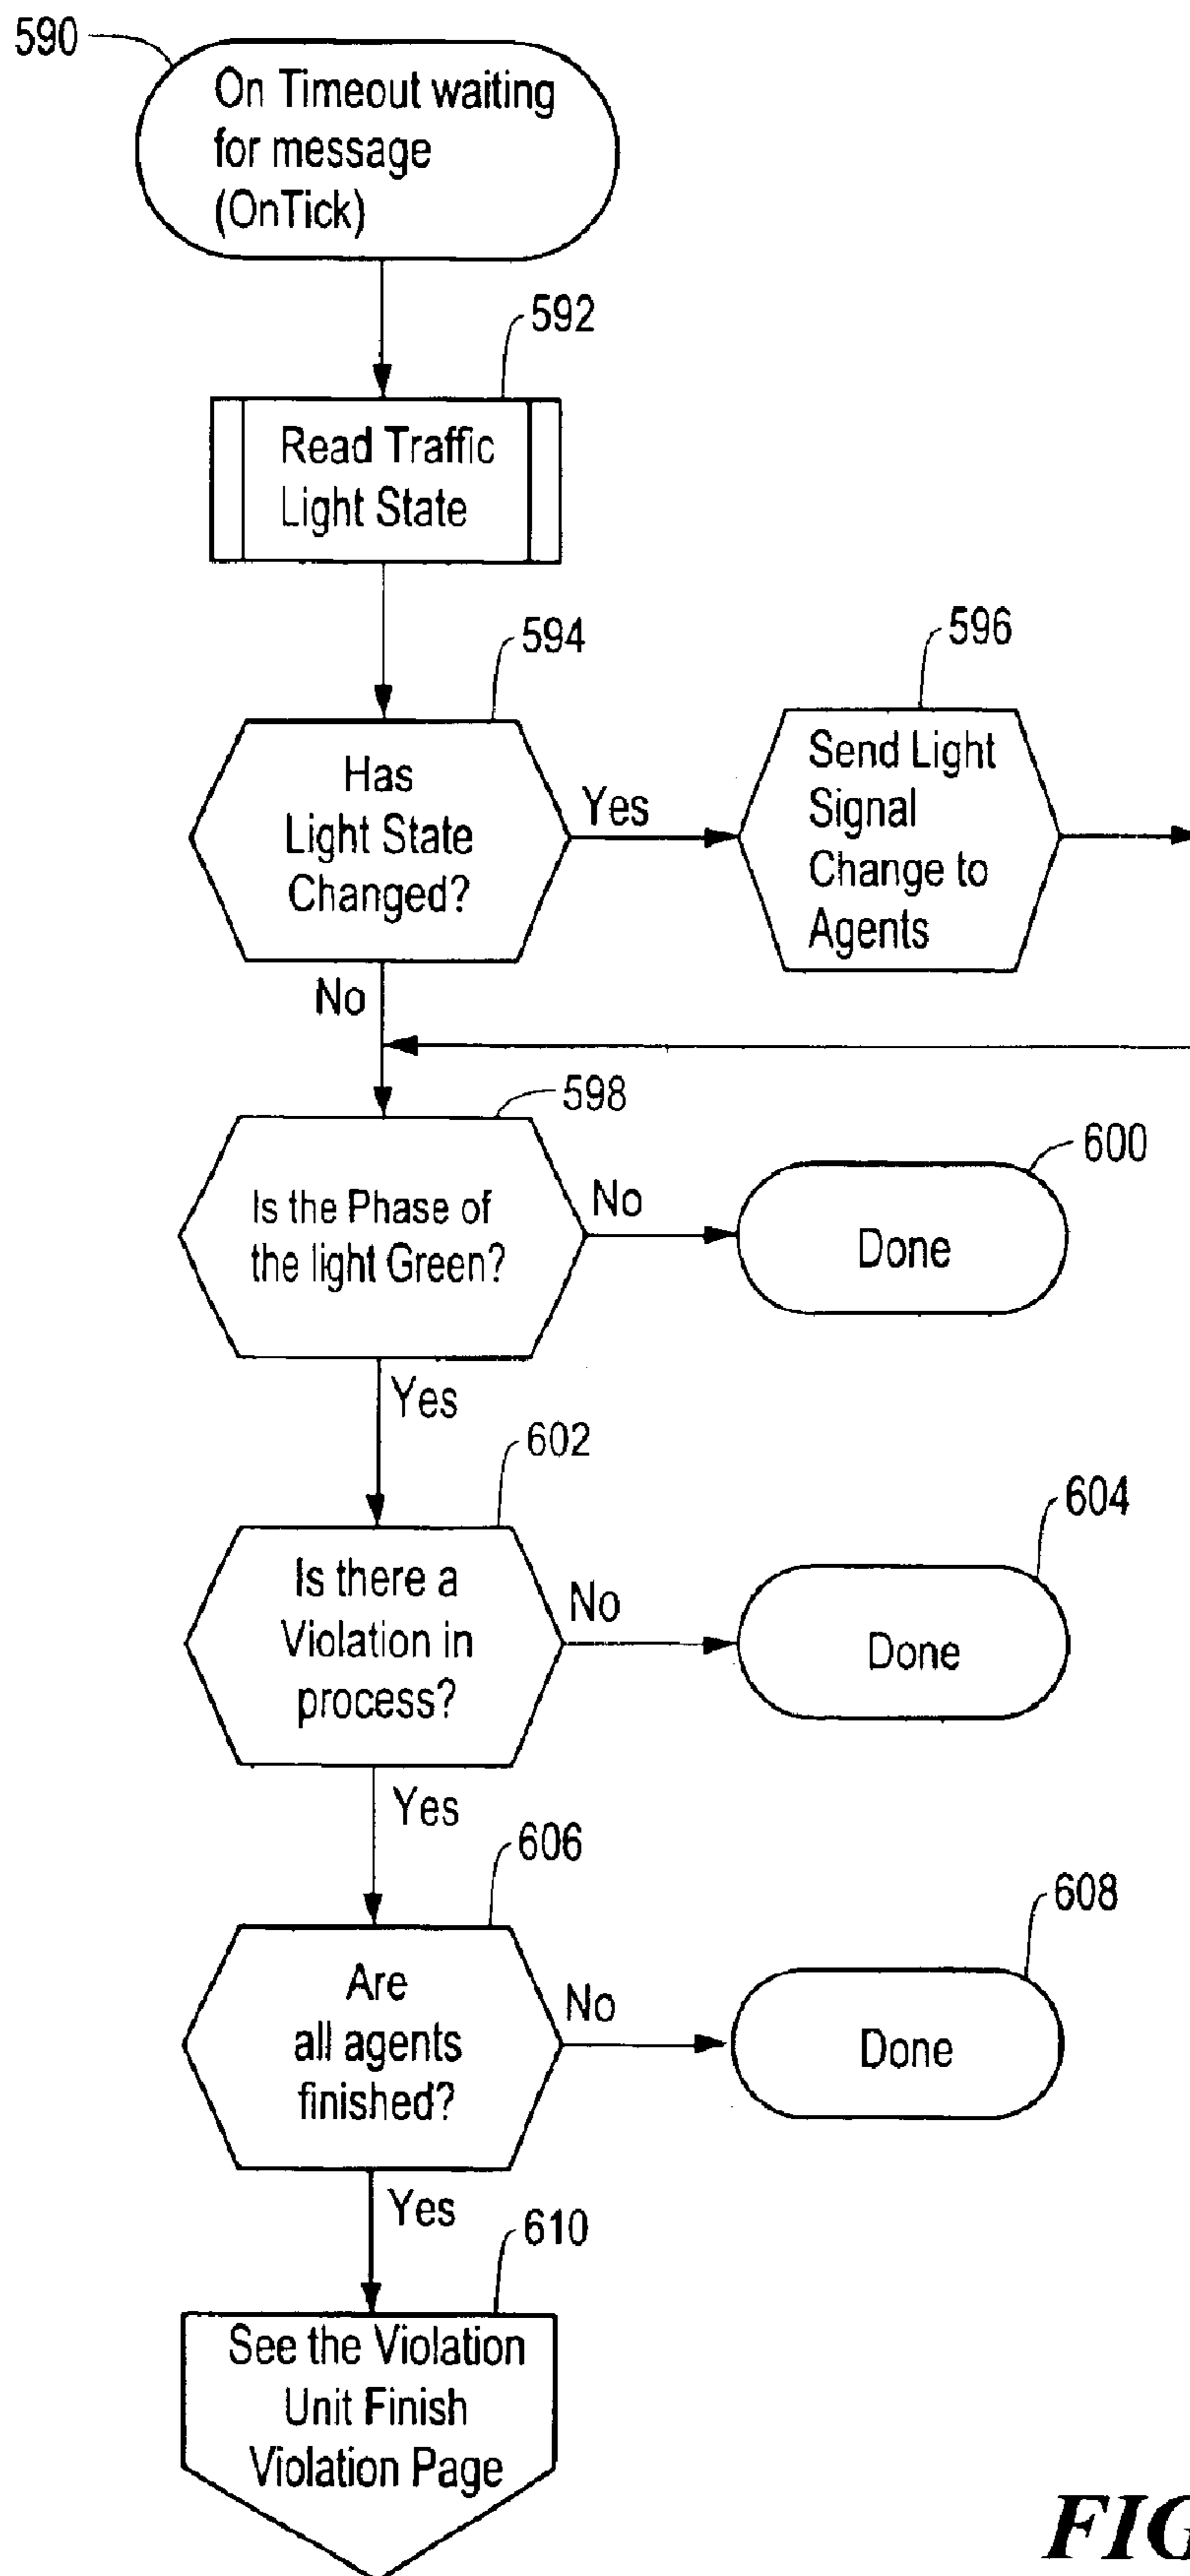 590
On Timeout waiting
for message
(OnTick)
592
Read Traffic
Light State
594
Has
Light State
Changed?
Yes
596
Send Light
Signal
Change to
Agents
No
598
Is the Phase of
the light Green?
No
600
Done
Yes
602
Is there a
Violation in
process?
No
604
Done
Yes
606
Are
all agents
finished?
No
608
Done
Yes
610
See the Violation
Unit Finish
Violation Page
FIG